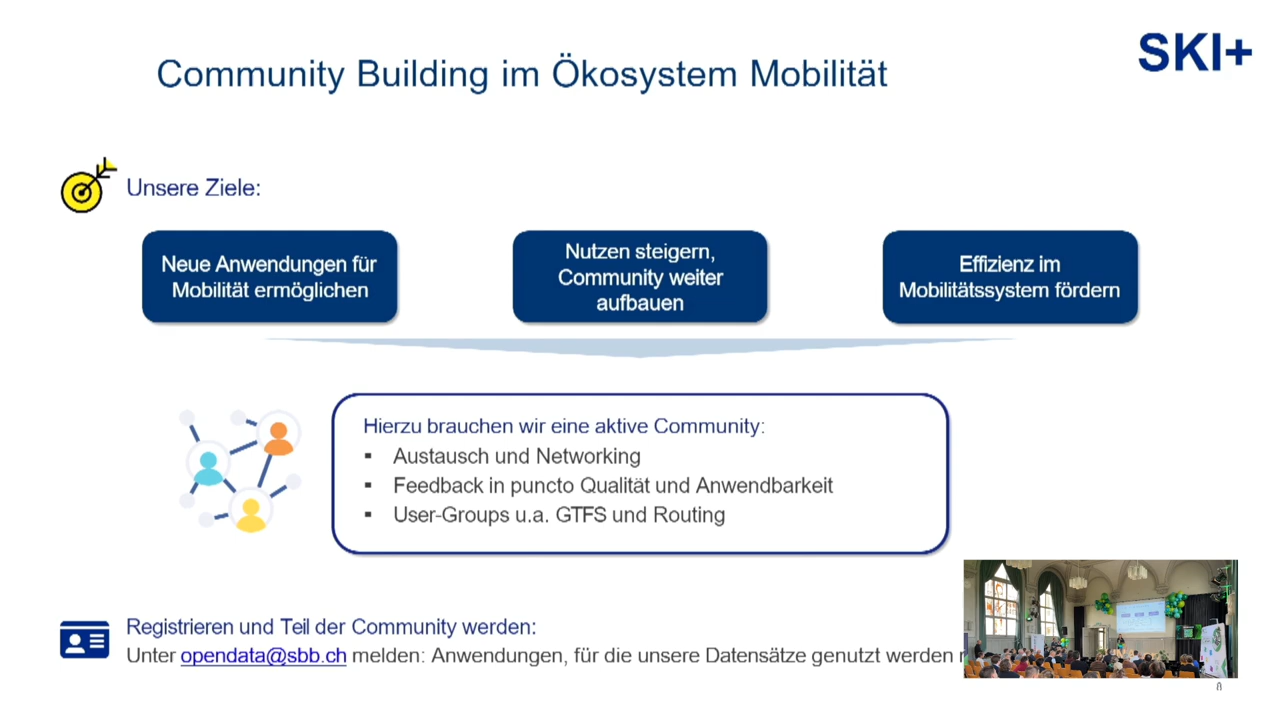 SKI+
Community Building im Ökosystem Mobilität
Unsere Ziele:
Neue Anwendungen für
Mobilität ermöglichen
Nutzen steigern,
Community weiter
aufbauen
Effizienz im
Mobilitätssystem fördern
Hierzu brauchen wir eine aktive Community:
▪ Austausch und Networking
▪ Feedback in puncto Qualität und Anwendbarkeit
▪ User-Groups u.a. GTFS und Routing
Registrieren und Teil der Community werden:
Unter opendata@sbb.ch melden: Anwendungen, für die unsere Datensätze genutzt werden
8